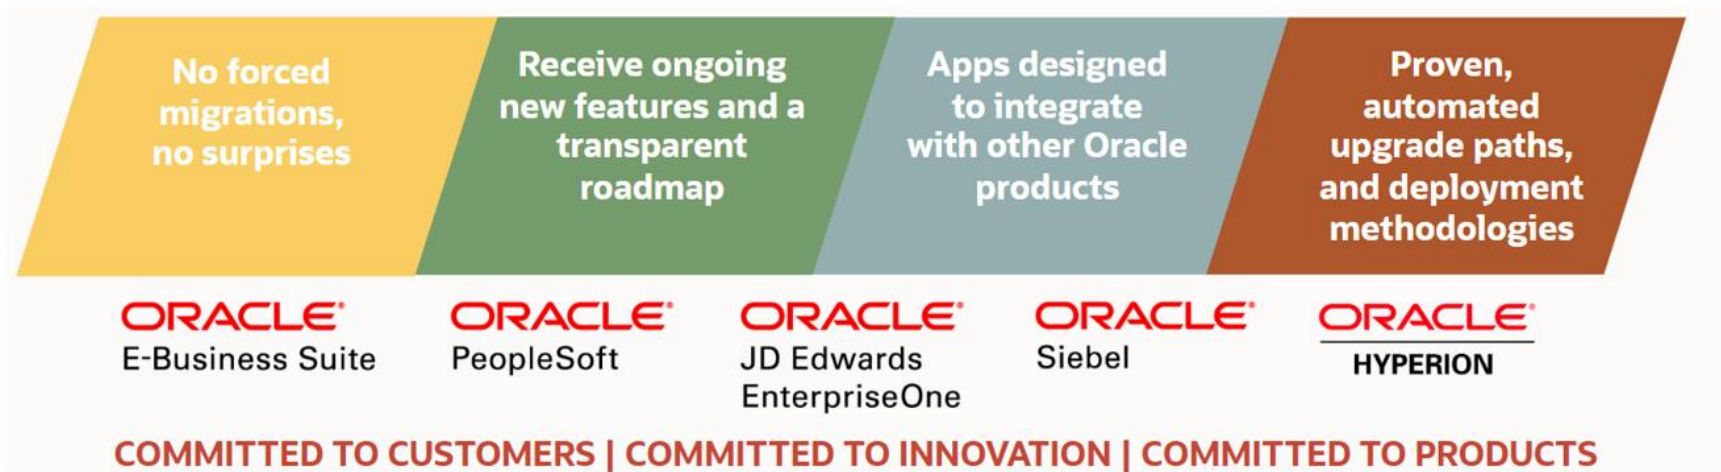 No forced
migrations,
no surprises
Receive ongoing
new features and a
transparent
roadmap
Apps designed
to integrate
with other Oracle
products
Proven,
automated
upgrade paths,
and deployment
methodologies
ORACLE®
E-Business Suite
ORACLE®
PeopleSoft
ORACLE®
JD Edwards
EnterpriseOne
ORACLE®
Siebel
ORACLE®
HYPERION
COMMITTED TO CUSTOMERS | COMMITTED TO INNOVATION | COMMITTED TO PRODUCTS